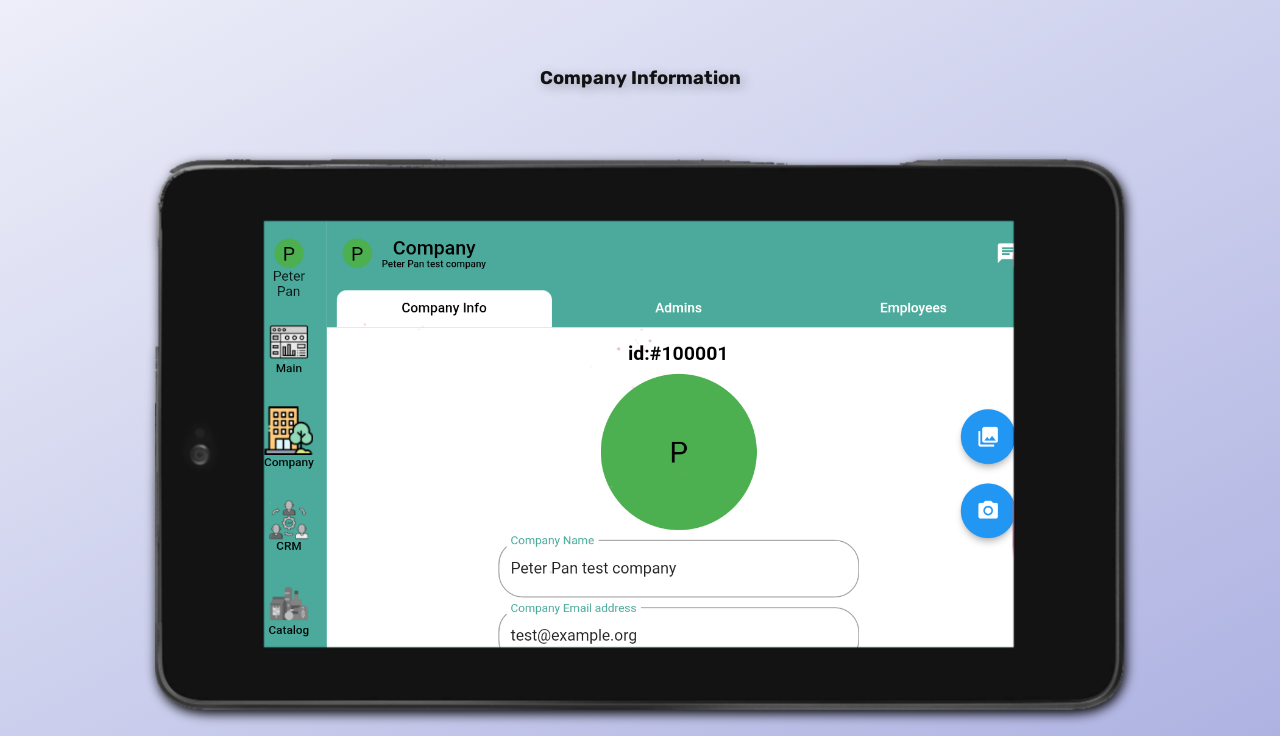 Company Information
P
Peter
Pan
Main
Company
CRM
Catalog
P
Company
Peter Pan test company
Company Info
Admins
Employees
id:#100001
P
Company Name
Peter Pan test company
Company Email address
test@example.org